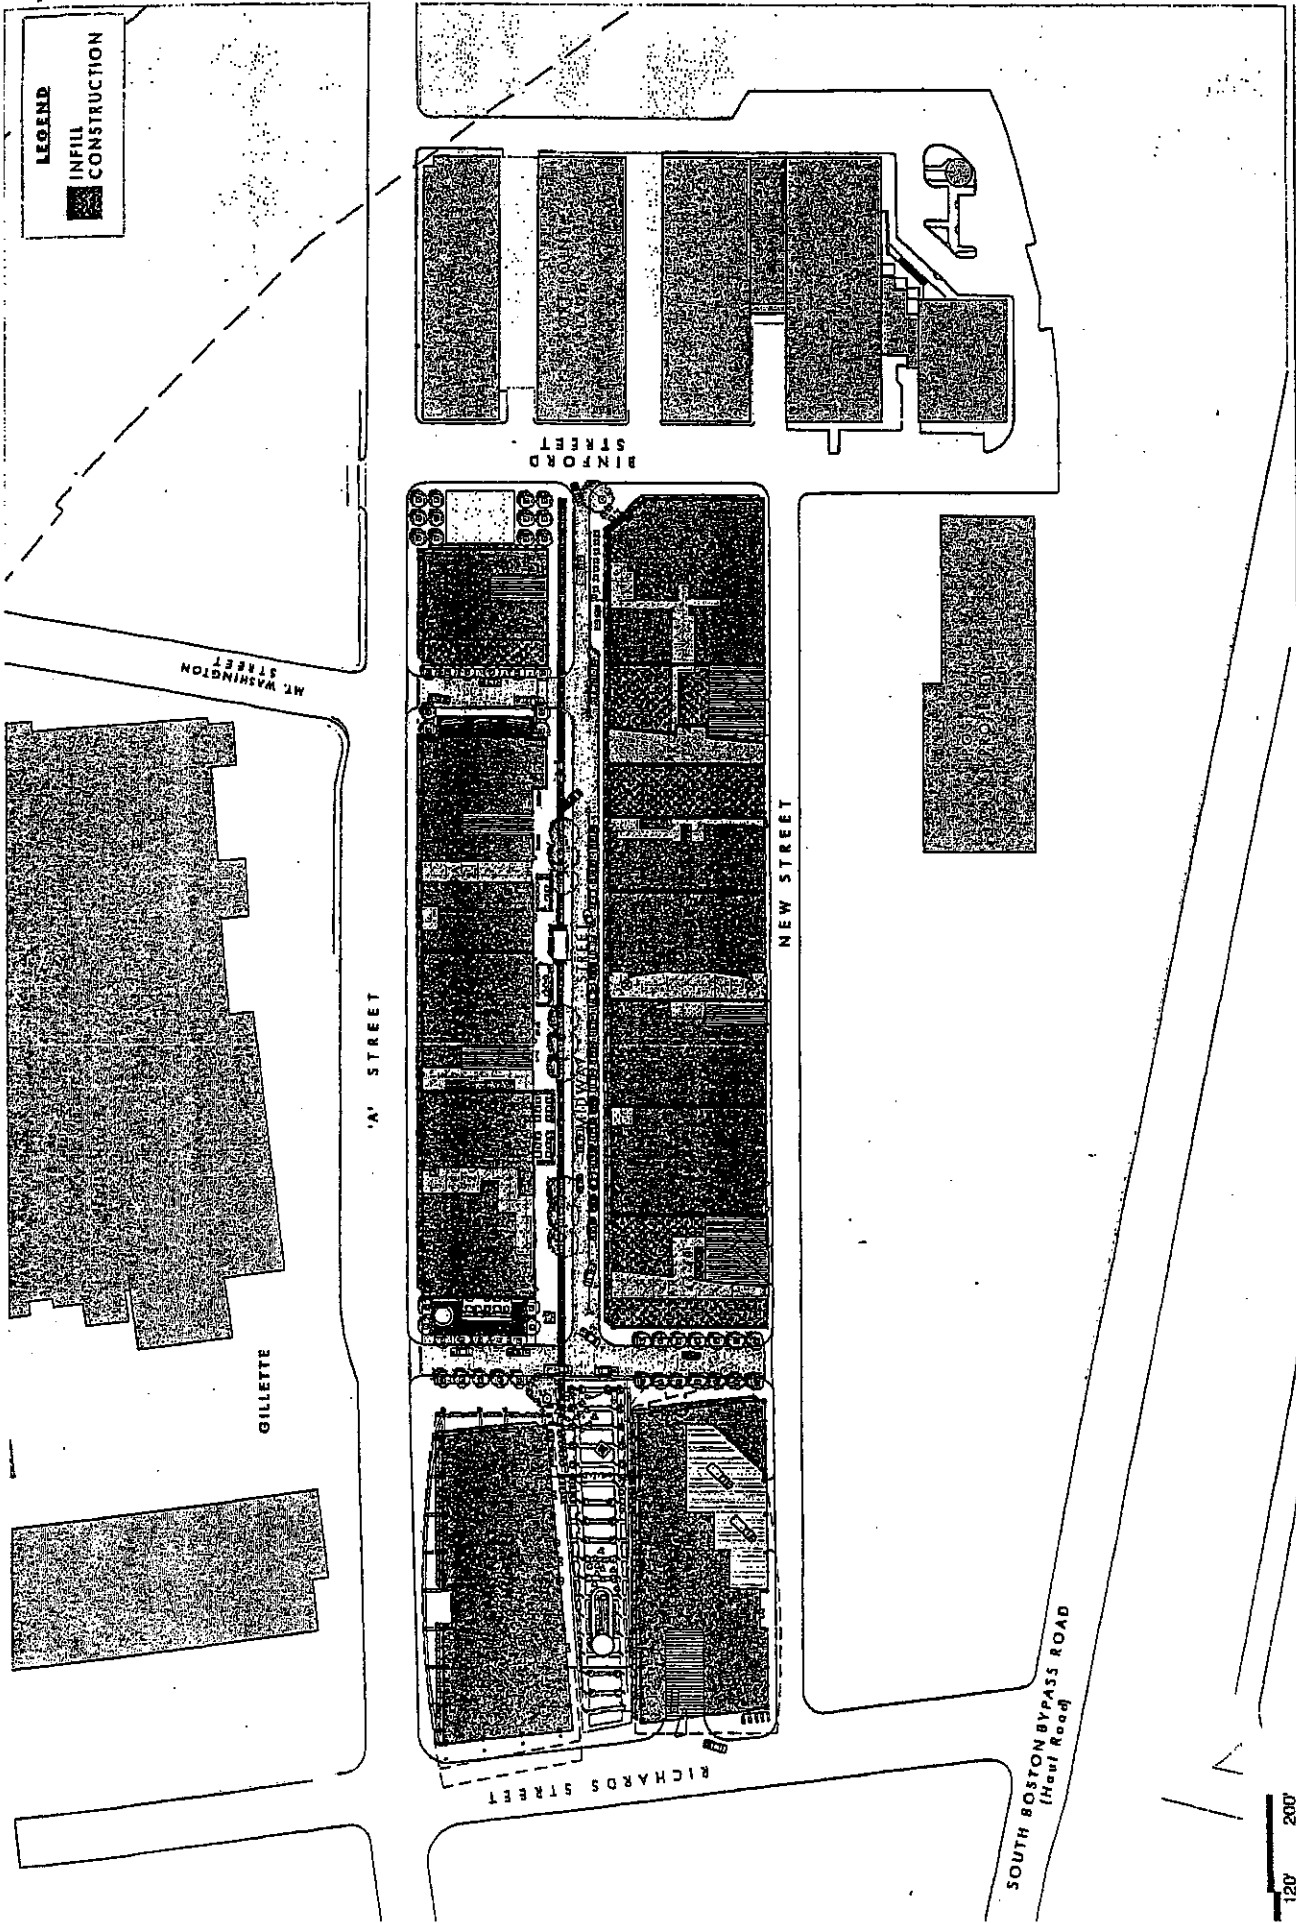 LEGEND
INFILL
CONSTRUCTION
BINFORD
STREET
MT. WASHINGTON
STREET
'A' STREET
NEW STREET
GILLETTE
RICHARDS STREET
SOUTH BOSTON BYPASS ROAD
(Haul Road)
120' 200'